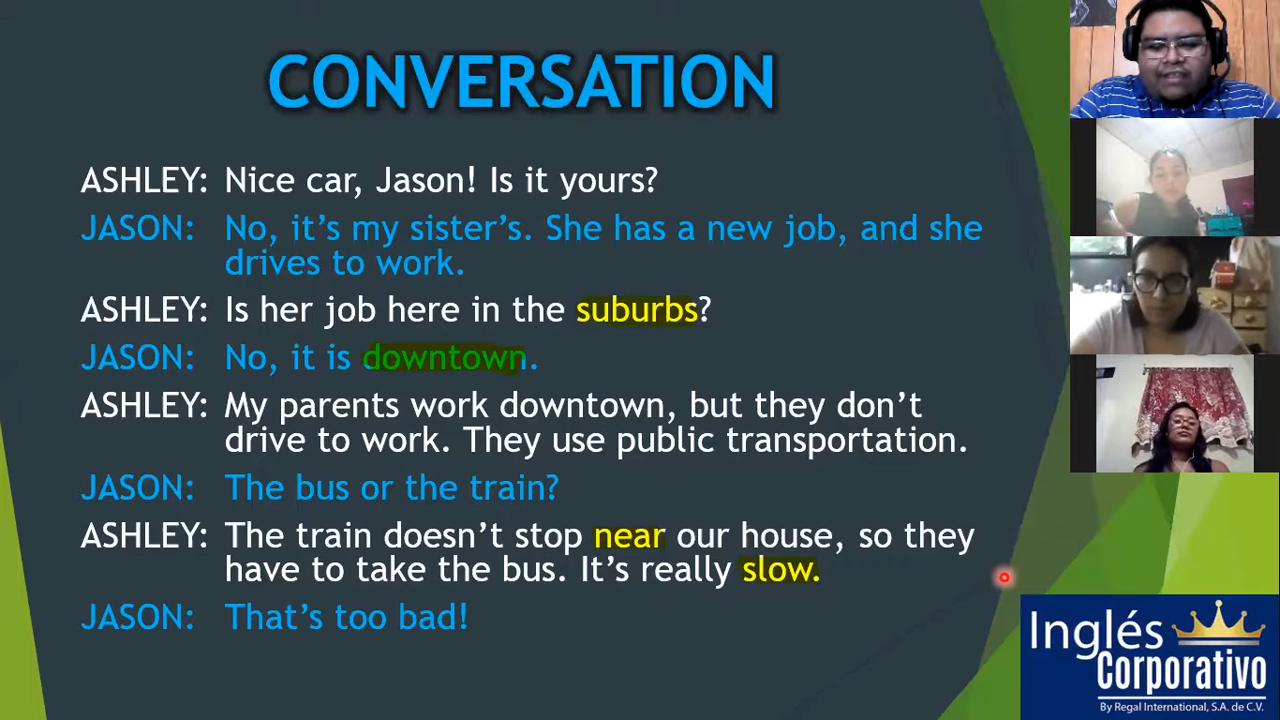 CONVERSATION
ASHLEY: Nice car, Jason! Is it yours?
JASON: No, it’s my sister’s. She has a new job, and she
drives to work.
ASHLEY: Is her job here in the suburbs?
JASON: No, it is downtown.
ASHLEY: My parents work downtown, but they don’t
drive to work. They use public transportation.
JASON: The bus or the train?
ASHLEY: The train doesn’t stop near our house, so they
have to take the bus. It’s really slow.
JASON: That’s too bad!
Inglés
Corporativo
By Regal International, S.A. de C.V.